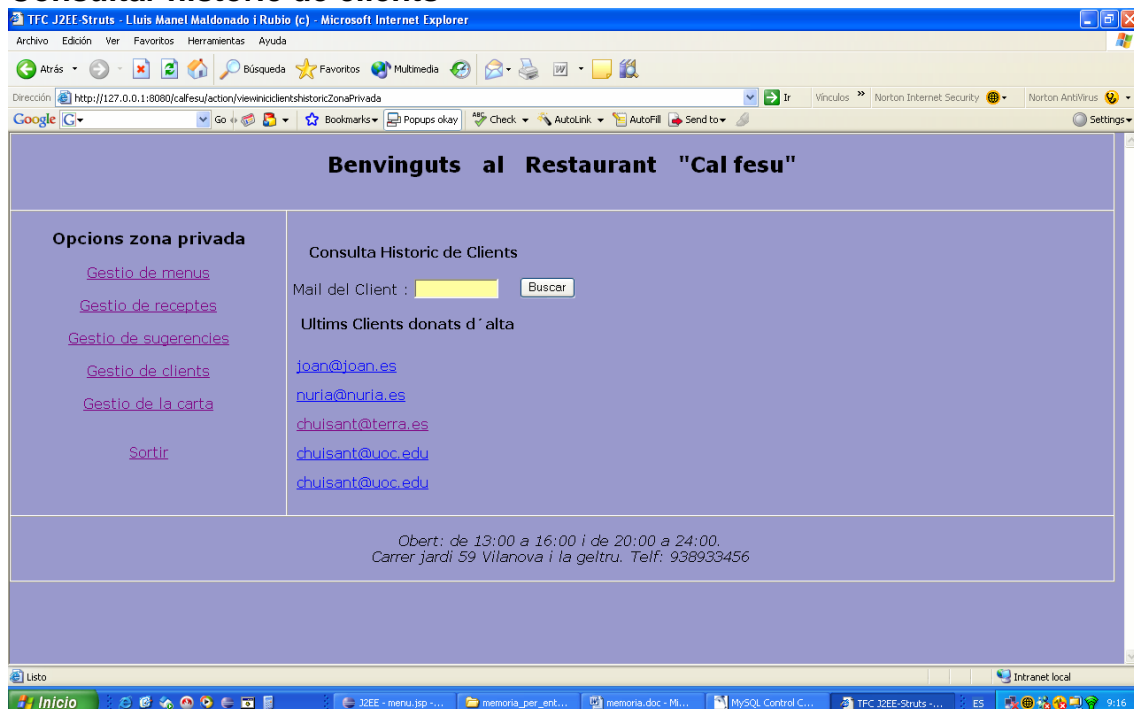 Consultar històric de clients
TFC J2EE-Struts - Lluis Manel Maldonado i Rubio (c) - Microsoft Internet Explorer
Archivo Edición Ver Favoritos Herramientas Ayuda
Atrás Búsqueda Favoritos Multimedia
Dirección http://127.0.0.1:8080/calfesu/action/viewiniciclientshistoricZonaPrivada Ir Vínculos » Norton Internet Security Norton AntiVirus
Google G Go Bookmarks Popups okay Check AutoLink AutoFill Send to Settings
Benvinguts al Restaurant "Cal fesu"
Opcions zona privada
Gestio de menus
Gestio de receptes
Gestio de sugerencies
Gestio de clients
Gestio de la carta
Sortir
Consulta Historic de Clients
Mail del Client : Buscar
Ultims Clients donats d´alta
joan@joan.es
nuria@nuria.es
chuisant@terra.es
chuisant@uoc.edu
chuisant@uoc.edu
Obert: de 13:00 a 16:00 i de 20:00 a 24:00.
Carrer jardi 59 Vilanova i la geltru. Telf: 938933456
Listo Intranet local
Inicio J2EE - menu.jsp -... memoria_per_ent... memoria.doc - Mi... MySQL Control C... TFC J2EE-Struts -... ES 9:16